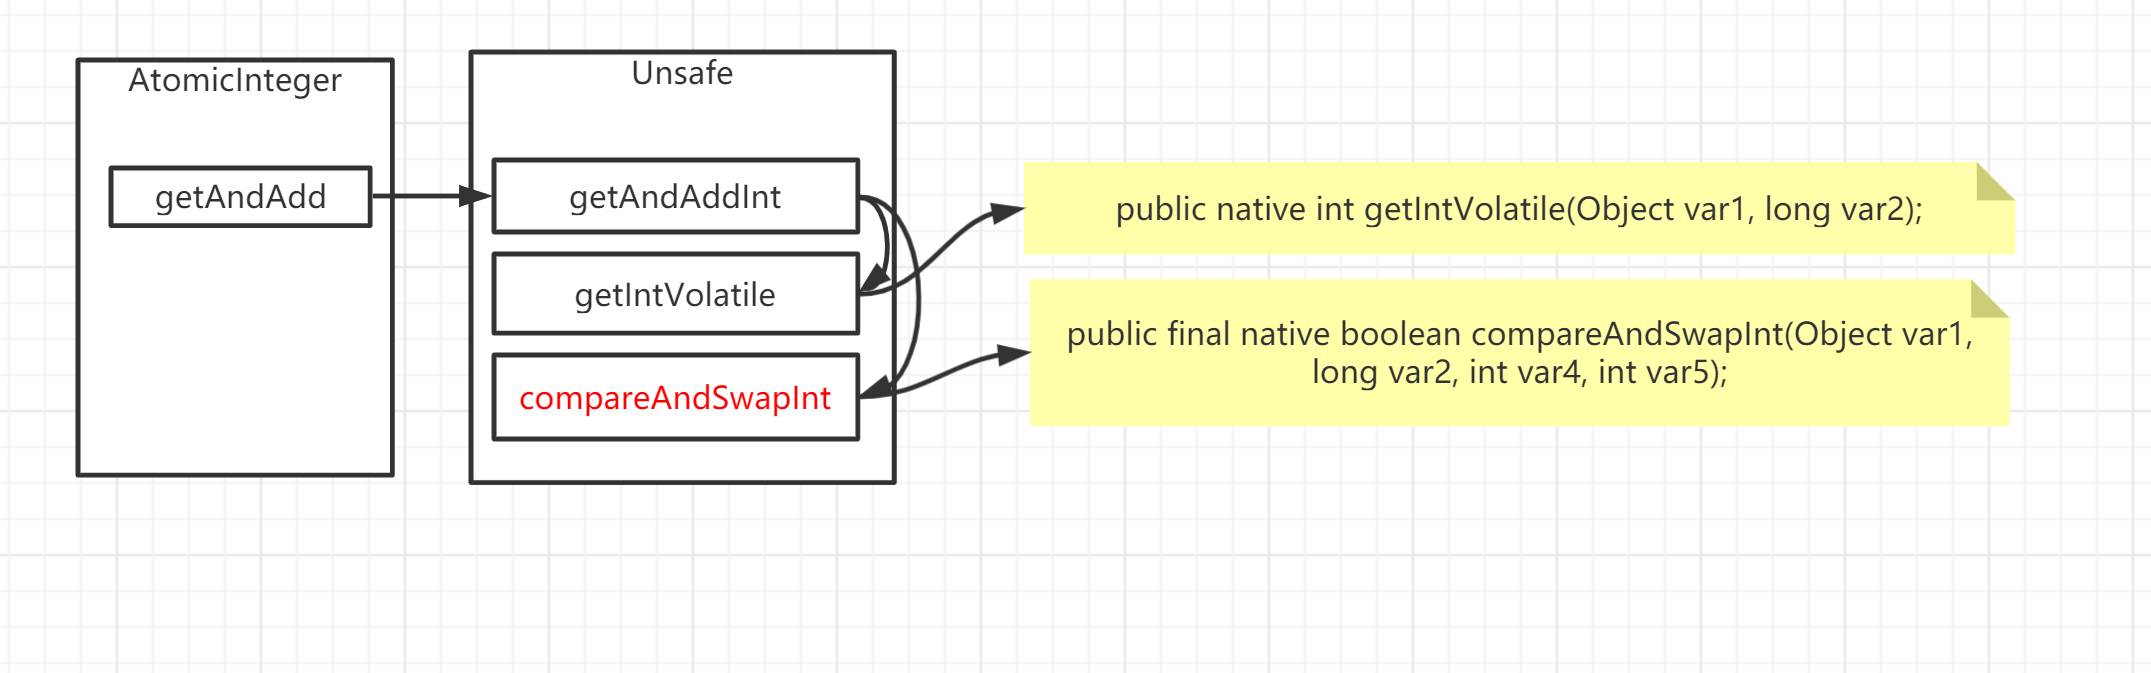 AtomicInteger
getAndAdd
Unsafe
getAndAddInt
getIntVolatile
compareAndSwapInt
public native int getIntVolatile(Object var1, long var2);
public final native boolean compareAndSwapInt(Object var1,
long var2, int var4, int var5);